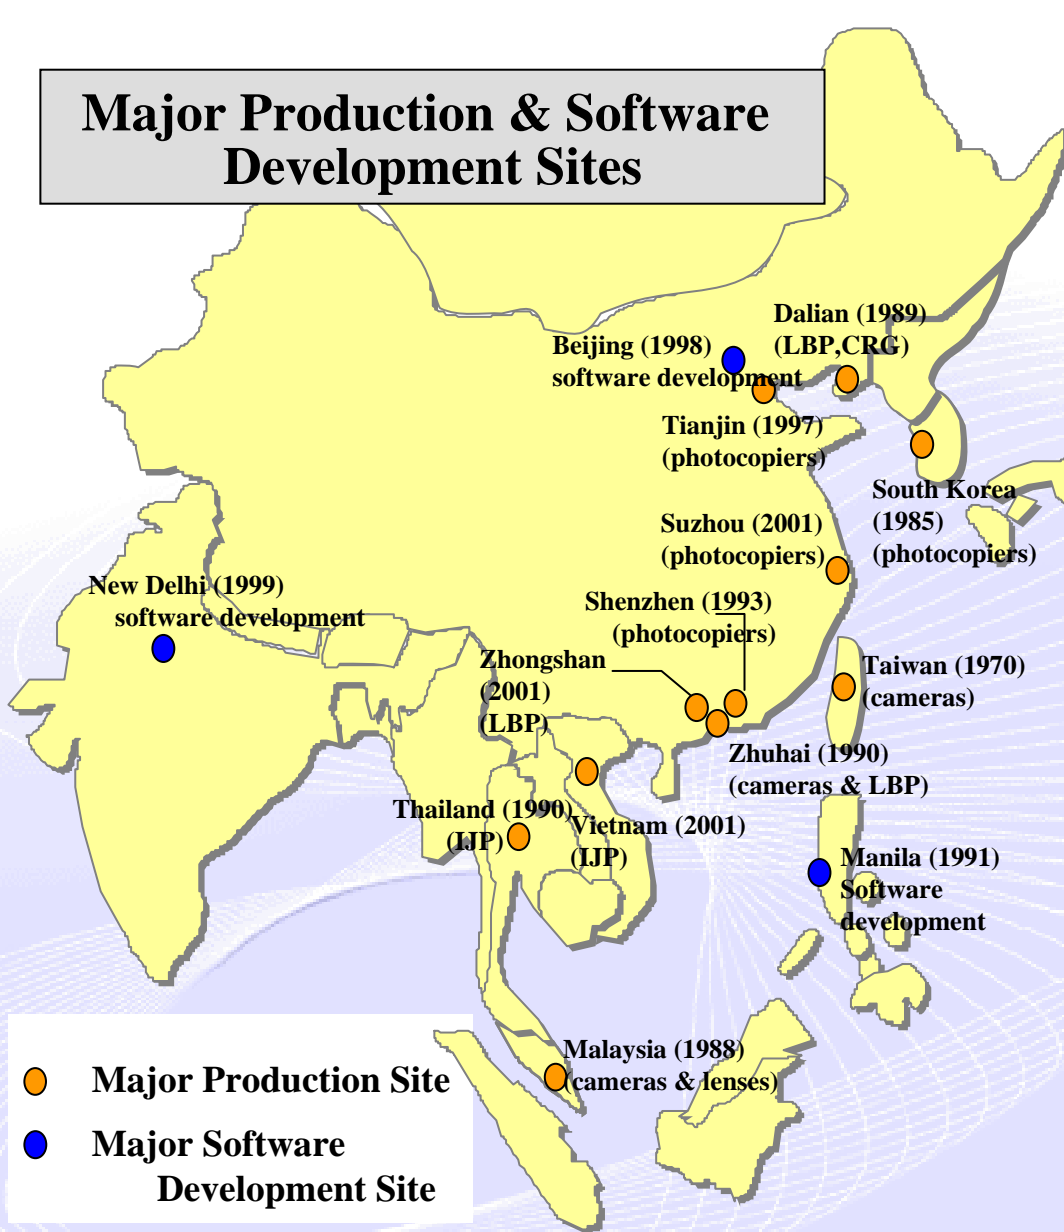 Major Production & Software
Development Sites
Dalian (1989)
(LBP,CRG)
Beijing (1998)
software development
Tianjin (1997)
(photocopiers)
South Korea
(1985)
(photocopiers)
Suzhou (2001)
(photocopiers)
New Delhi (1999)
software development
Shenzhen (1993)
(photocopiers)
Zhongshan
(2001)
(LBP)
Taiwan (1970)
(cameras)
Zhuhai (1990)
(cameras & LBP)
Thailand (1990)
(IJP)
Vietnam (2001)
(IJP)
Manila (1991)
Software
development
Malaysia (1988)
(cameras & lenses)
Major Production Site
Major Software
Development Site